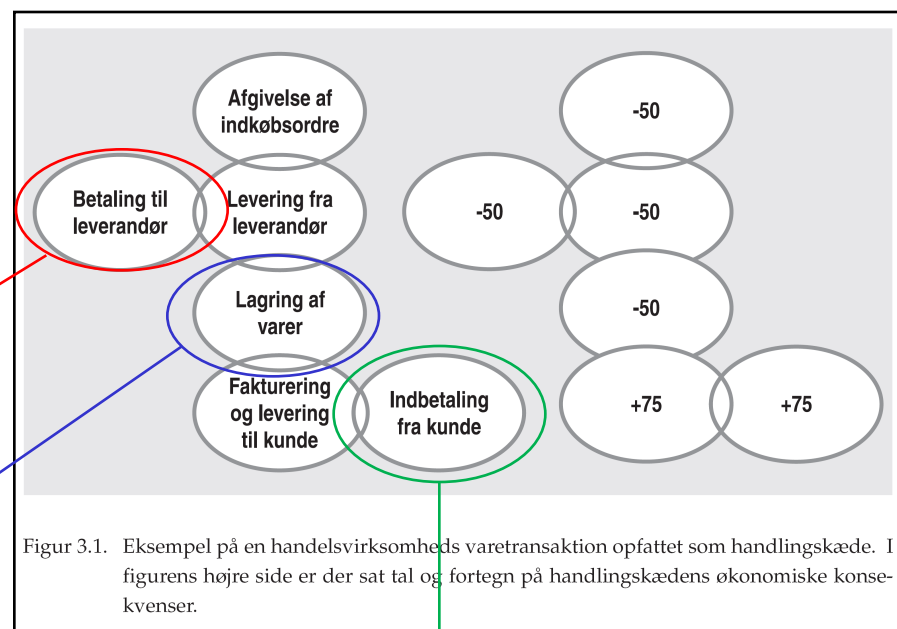 Afgivelse af
indkøbsordre
Betaling til
leverandør
Levering fra
leverandør
Lagring af
varer
Fakturering
og levering
til kunde
Indbetaling
fra kunde
-50
-50
-50
-50
+75
+75
Figur 3.1. Eksempel på en handelsvirksomheds varetransaktion opfattet som handlingskæde. I
figurens højre side er der sat tal og fortegn på handlingskædens økonomiske konse-
kvenser.